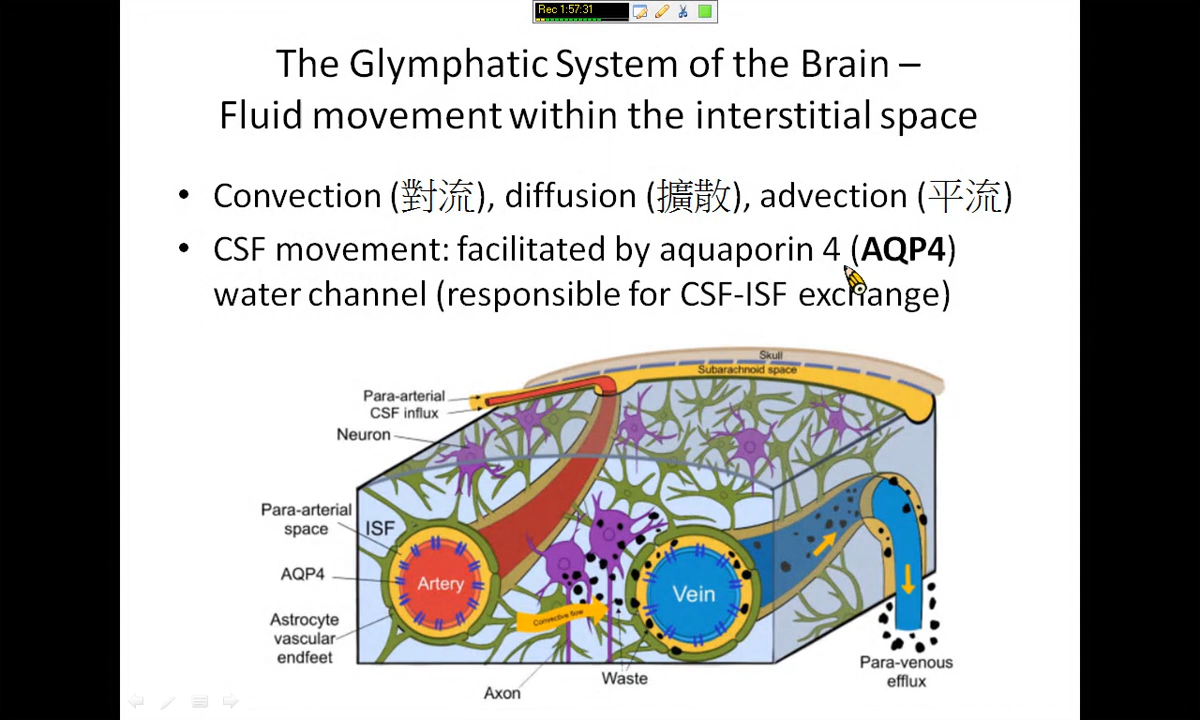 Rec 1:57:31
The Glymphatic System of the Brain –
Fluid movement within the interstitial space
• Convection (對流), diffusion (擴散), advection (平流)
• CSF movement: facilitated by aquaporin 4 (AQP4)
water channel (responsible for CSF-ISF exchange)
Skull
Subarachnoid space
Para-arterial
CSF influx
Neuron
Para-arterial
space
ISF
AQP4
Artery
Vein
Astrocyte
vascular
endfeet
Convective flow
Axon
Waste
Para-venous
efflux